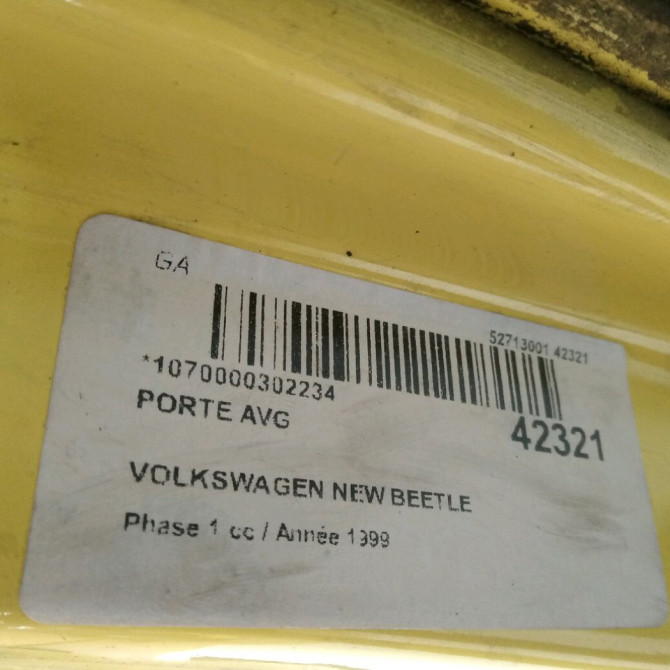 GA
52713001 42321
*1070000302234
PORTE AVG
42321
VOLKSWAGEN NEW BEETLE
Phase 1 cc / Année 1999